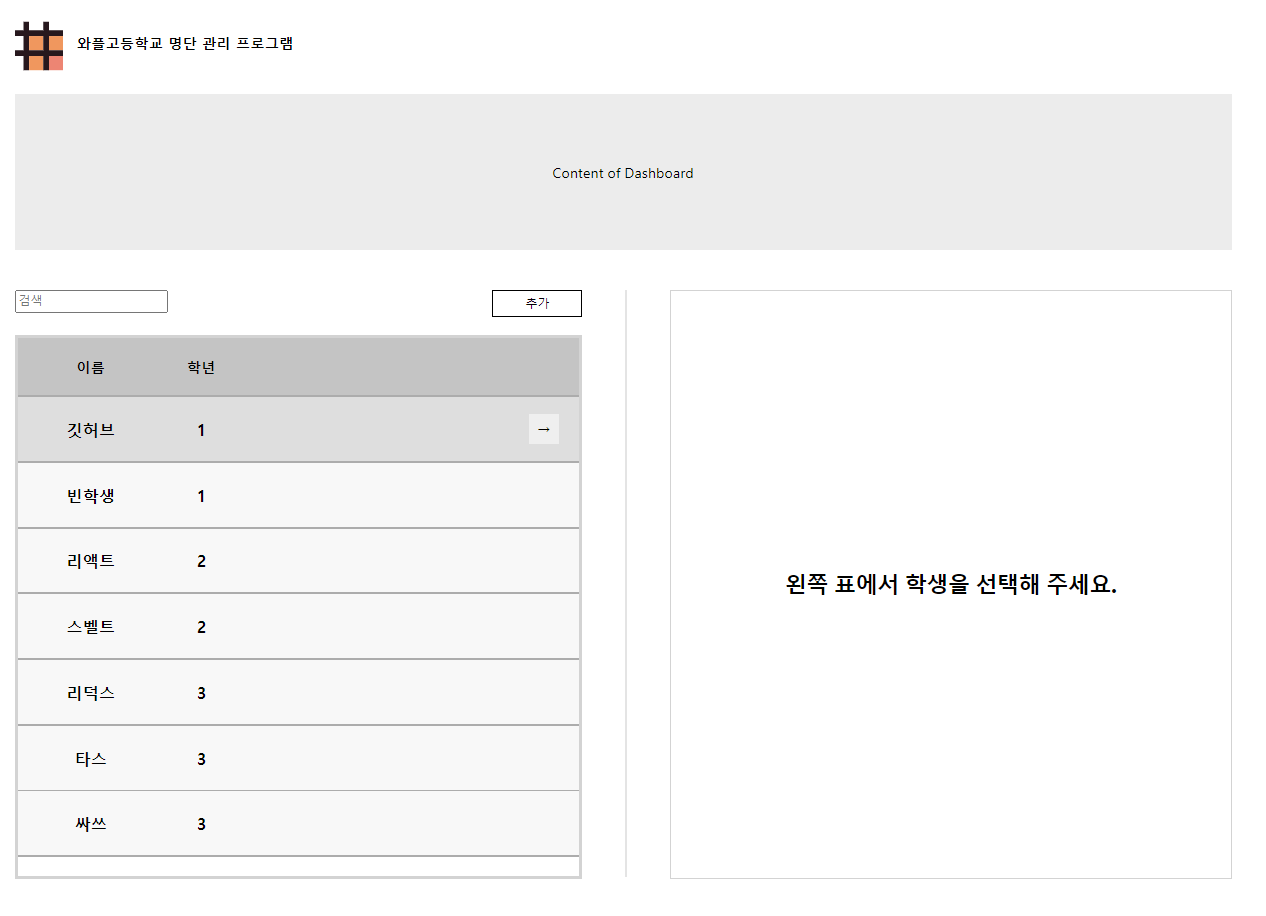 와플고등학교 명단 관리 프로그램
Content of Dashboard
검색
추가
이름 학년
깃허브 1 →
빈학생 1
리액트 2
스벨트 2
리덕스 3
타스 3
싸쓰 3
왼쪽 표에서 학생을 선택해 주세요.